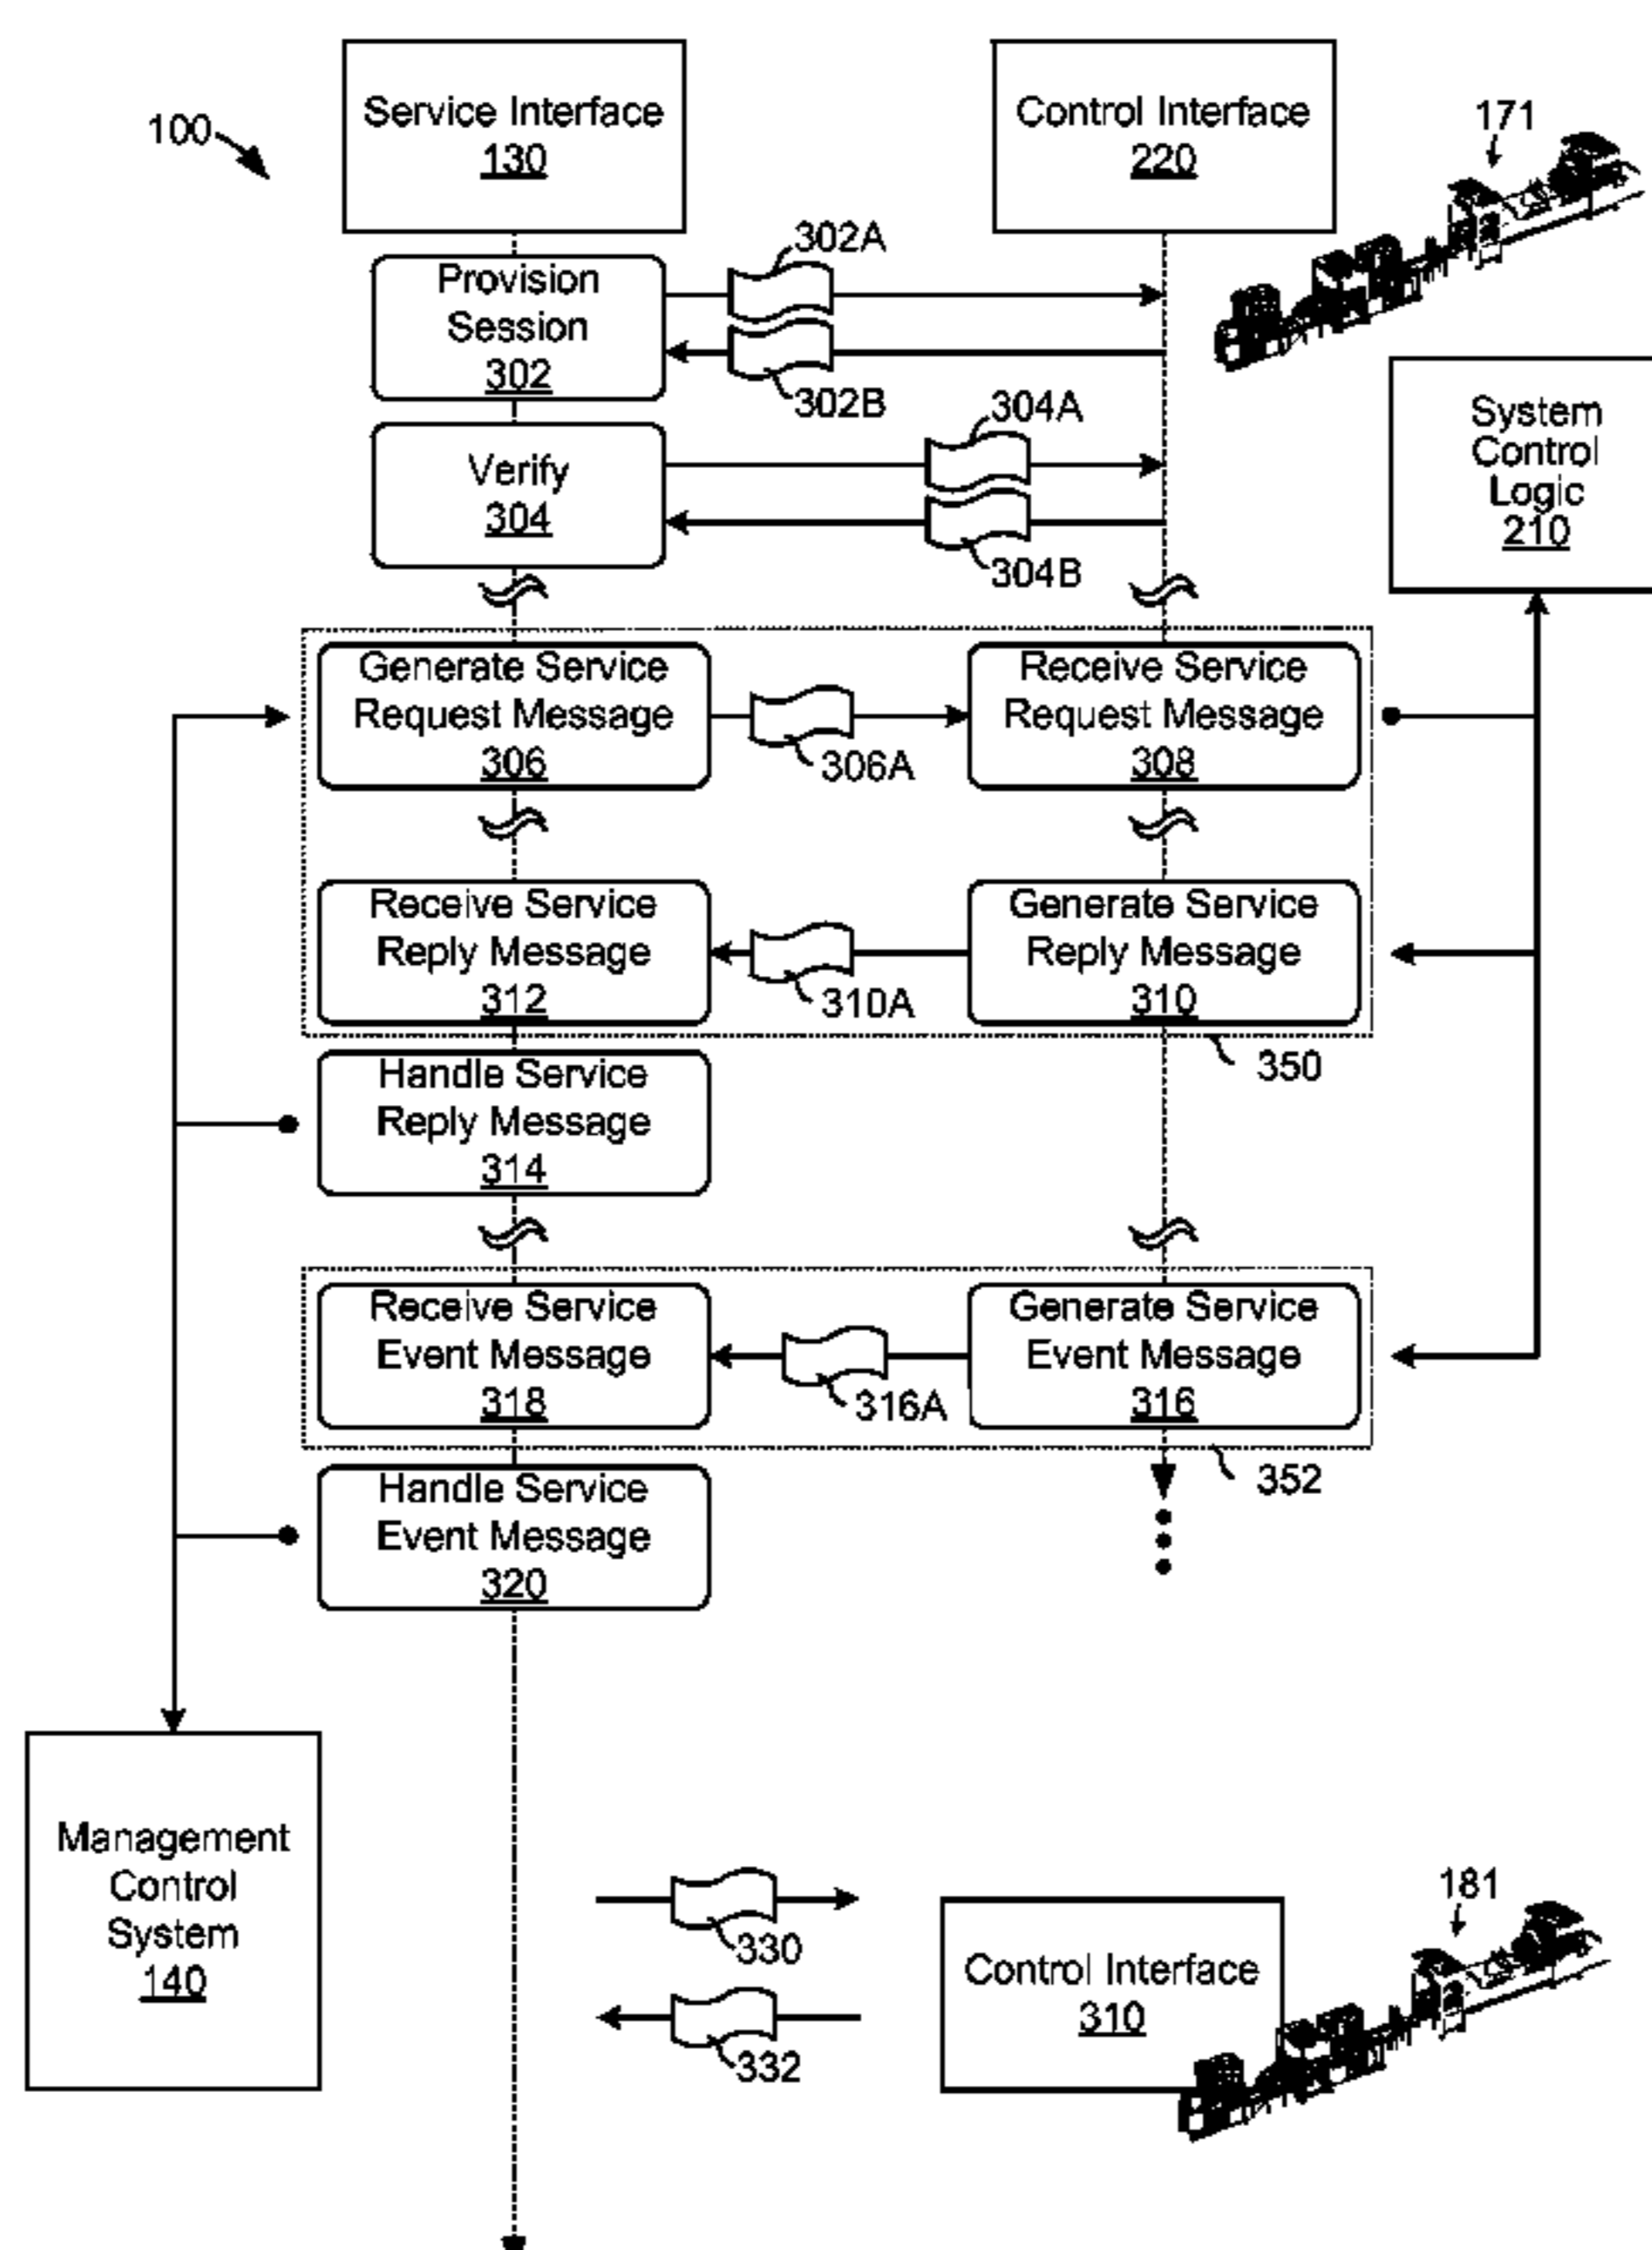 100
Service Interface
130
Control Interface
220
171
302A
Provision
Session
302
302B
304A
Verify
304
304B
System
Control
Logic
210
Generate Service
Request Message
306
306A
Receive Service
Request Message
308
Receive Service
Reply Message
312
310A
Generate Service
Reply Message
310
350
Handle Service
Reply Message
314
Receive Service
Event Message
318
316A
Generate Service
Event Message
316
352
Handle Service
Event Message
320
Management
Control
System
140
330
332
Control Interface
310
181